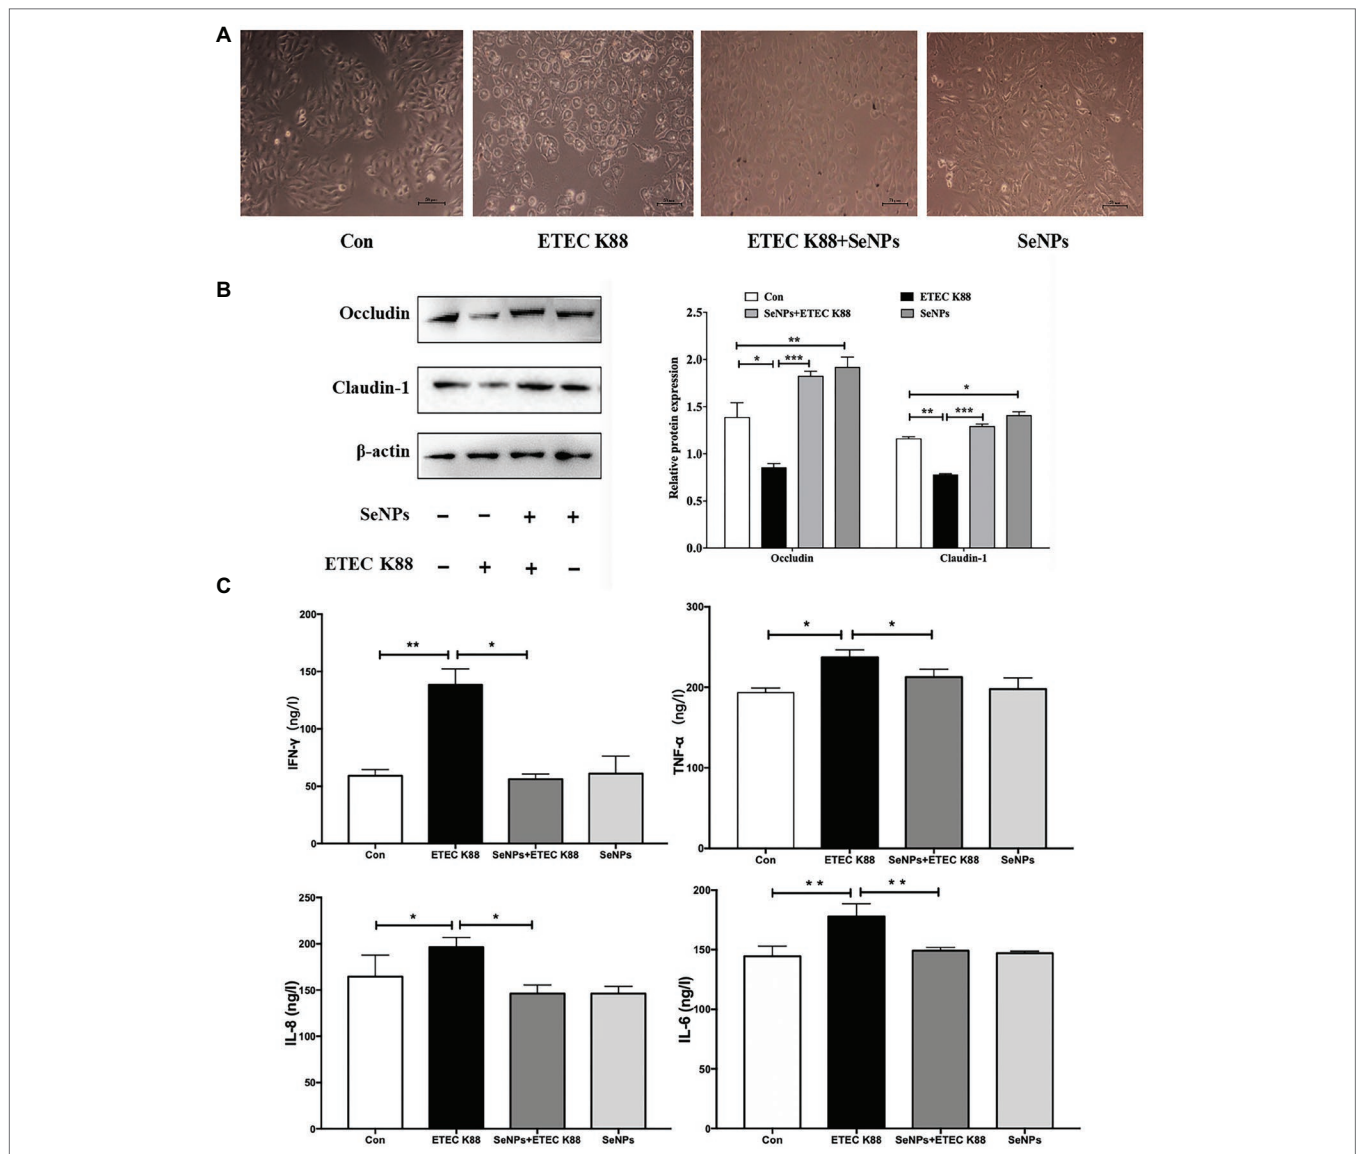 A
Con
ETEC K88
ETEC K88+SeNPs
SeNPs
B
Occludin
Claudin-1
β-actin
SeNPs - - + +
ETEC K88 - + + -
Con
ETEC K88
SeNPs+ETEC K88
SeNPs
Relative protein expression
2.5
2.0
1.5
1.0
0.5
0.0
**
*
***
*
**
***
Occludin
Claudin-1
C
IFN-γ (ng/l)
200
150
100
50
0
**
*
Con
ETEC K88
SeNPs+ETEC K88
SeNPs
TNF-α (ng/l)
300
200
100
0
*
*
Con
ETEC K88
SeNPs+ETEC K88
SeNPs
IL-8 (ng/l)
250
200
150
100
50
0
*
*
Con
ETEC K88
SeNPs+ETEC K88
SeNPs
IL-6 (ng/l)
200
150
100
50
0
* *
* *
Con
ETEC K88
SeNPs+ETEC K88
SeNPs